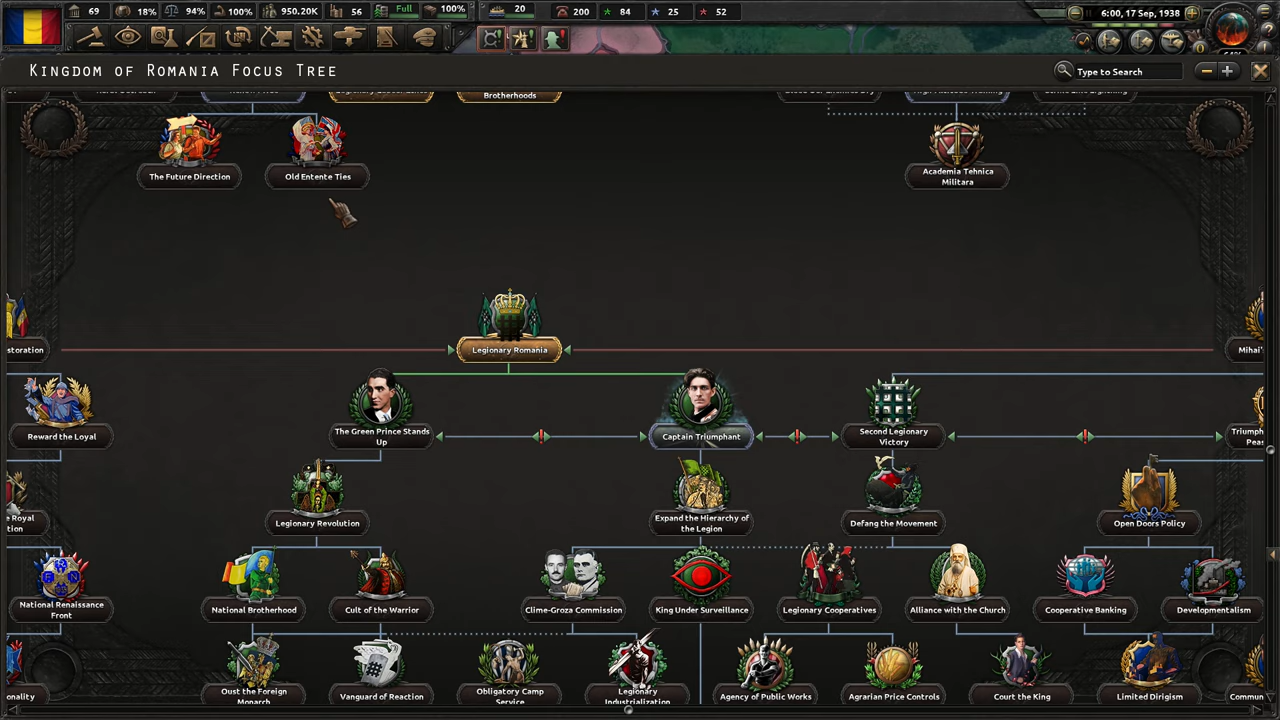 69 18% 94% 100% 950.20K 56 Full 100% 20 200 84 25 52 6:00, 17 Sep, 1938
Kingdom of Romania Focus Tree
Type to Search
Brotherhoods
The Future Direction
Old Entente Ties
Academia Tehnica
Militara
storation
Legionary Romania
Mihai's
Reward the Loyal
The Green Prince Stands
Up
Captain Triumphant
Second Legionary
Victory
Triumph
Peas
e Royal
tion
Legionary Revolution
Expand the Hierarchy of
the Legion
Defang the Movement
Open Doors Policy
National Renaissance
Front
National Brotherhood
Cult of the Warrior
Clime-Groza Commission
King Under Surveillance
Legionary Cooperatives
Alliance with the Church
Cooperative Banking
Developmentalism
onality
Oust the Foreign
Monarch
Vanguard of Reaction
Obligatory Camp
Service
Legionary
Industrialization
Agency of Public Works
Agrarian Price Controls
Court the King
Limited Dirigism
Commun